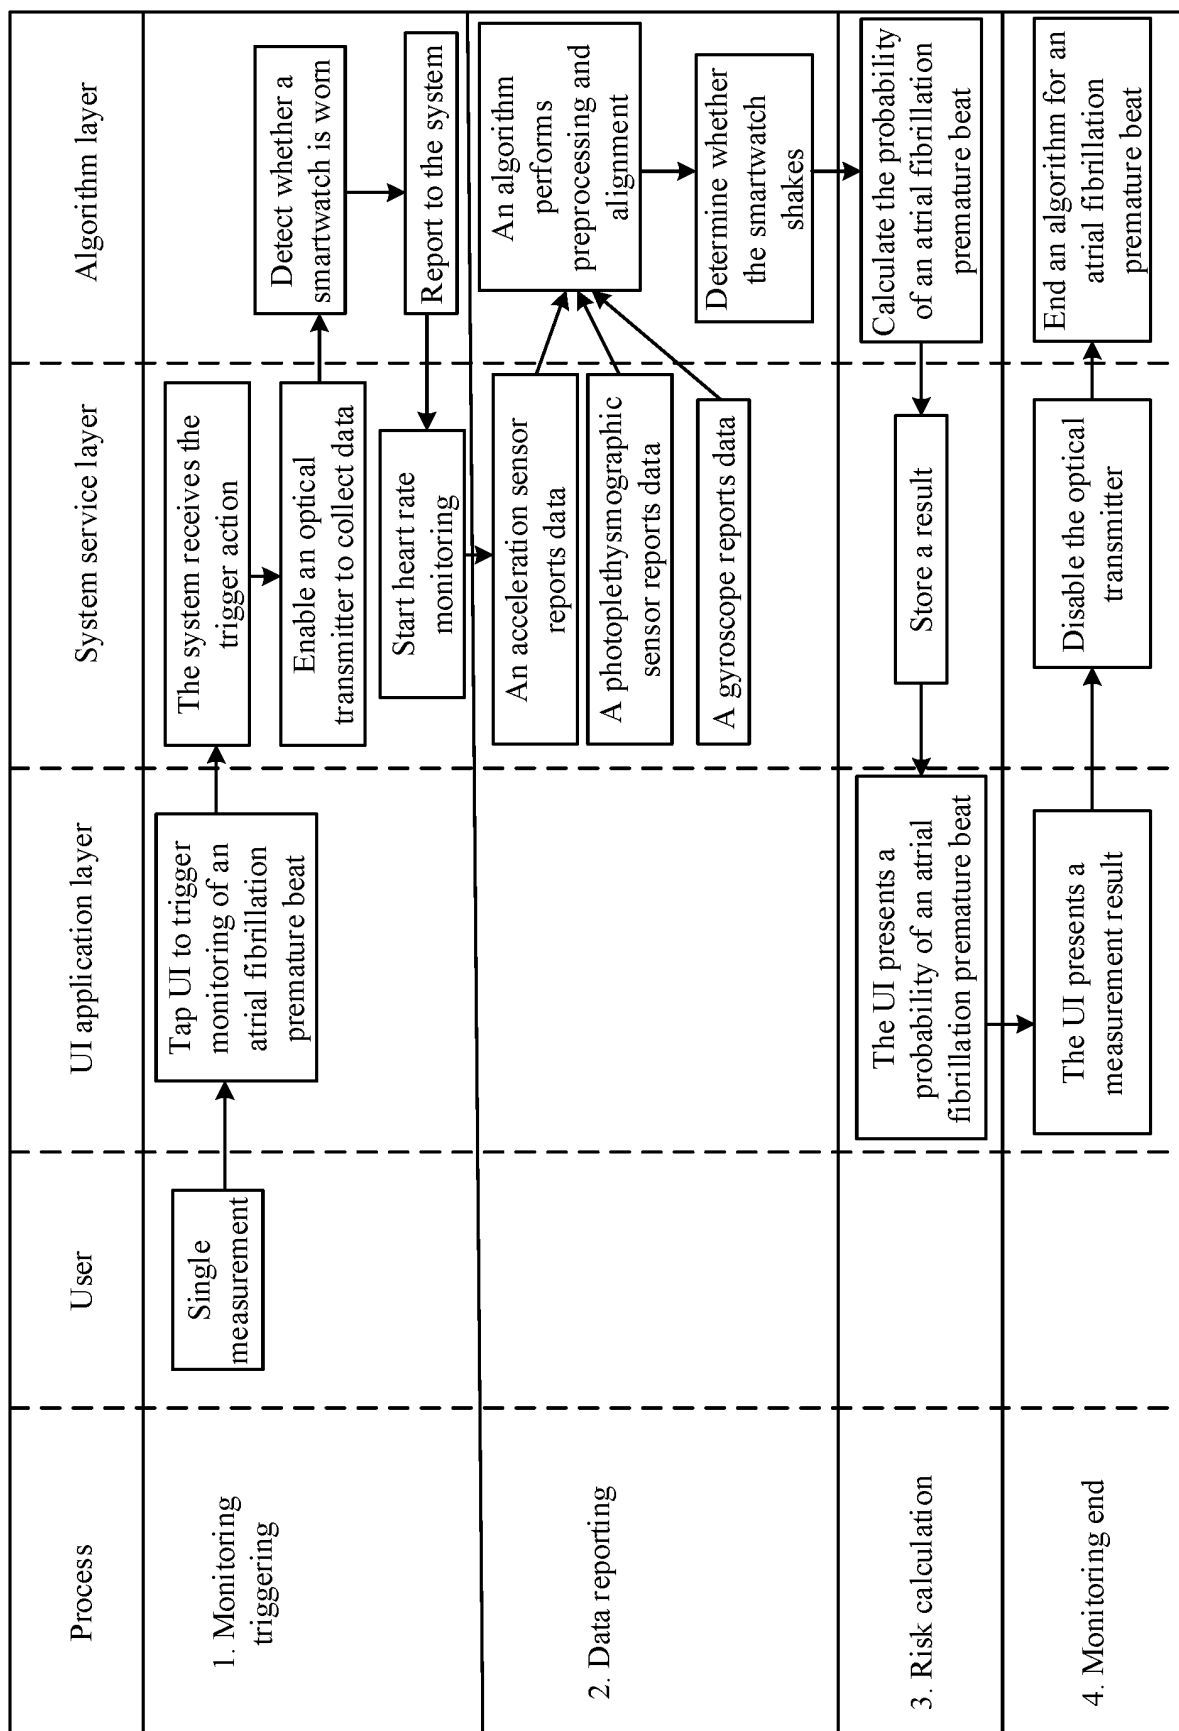 Process
User
UI application layer
System service layer
Algorithm layer
1. Monitoring
triggering
Single
measurement
Tap UI to trigger
monitoring of an
atrial fibrillation
premature beat
The system receives the
trigger action
Enable an optical
transmitter to collect data
Detect whether a
smartwatch is worn
Report to the system
Start heart rate
monitoring
2. Data reporting
An acceleration sensor
reports data
A photoplethysmographic
sensor reports data
A gyroscope reports data
An algorithm
performs
preprocessing and
alignment
Determine whether
the smartwatch
shakes
3. Risk calculation
Calculate the probability
of an atrial fibrillation
premature beat
Store a result
The UI presents a
probability of an atrial
fibrillation premature beat
4. Monitoring end
The UI presents a
measurement result
Disable the optical
transmitter
End an algorithm for an
atrial fibrillation
premature beat